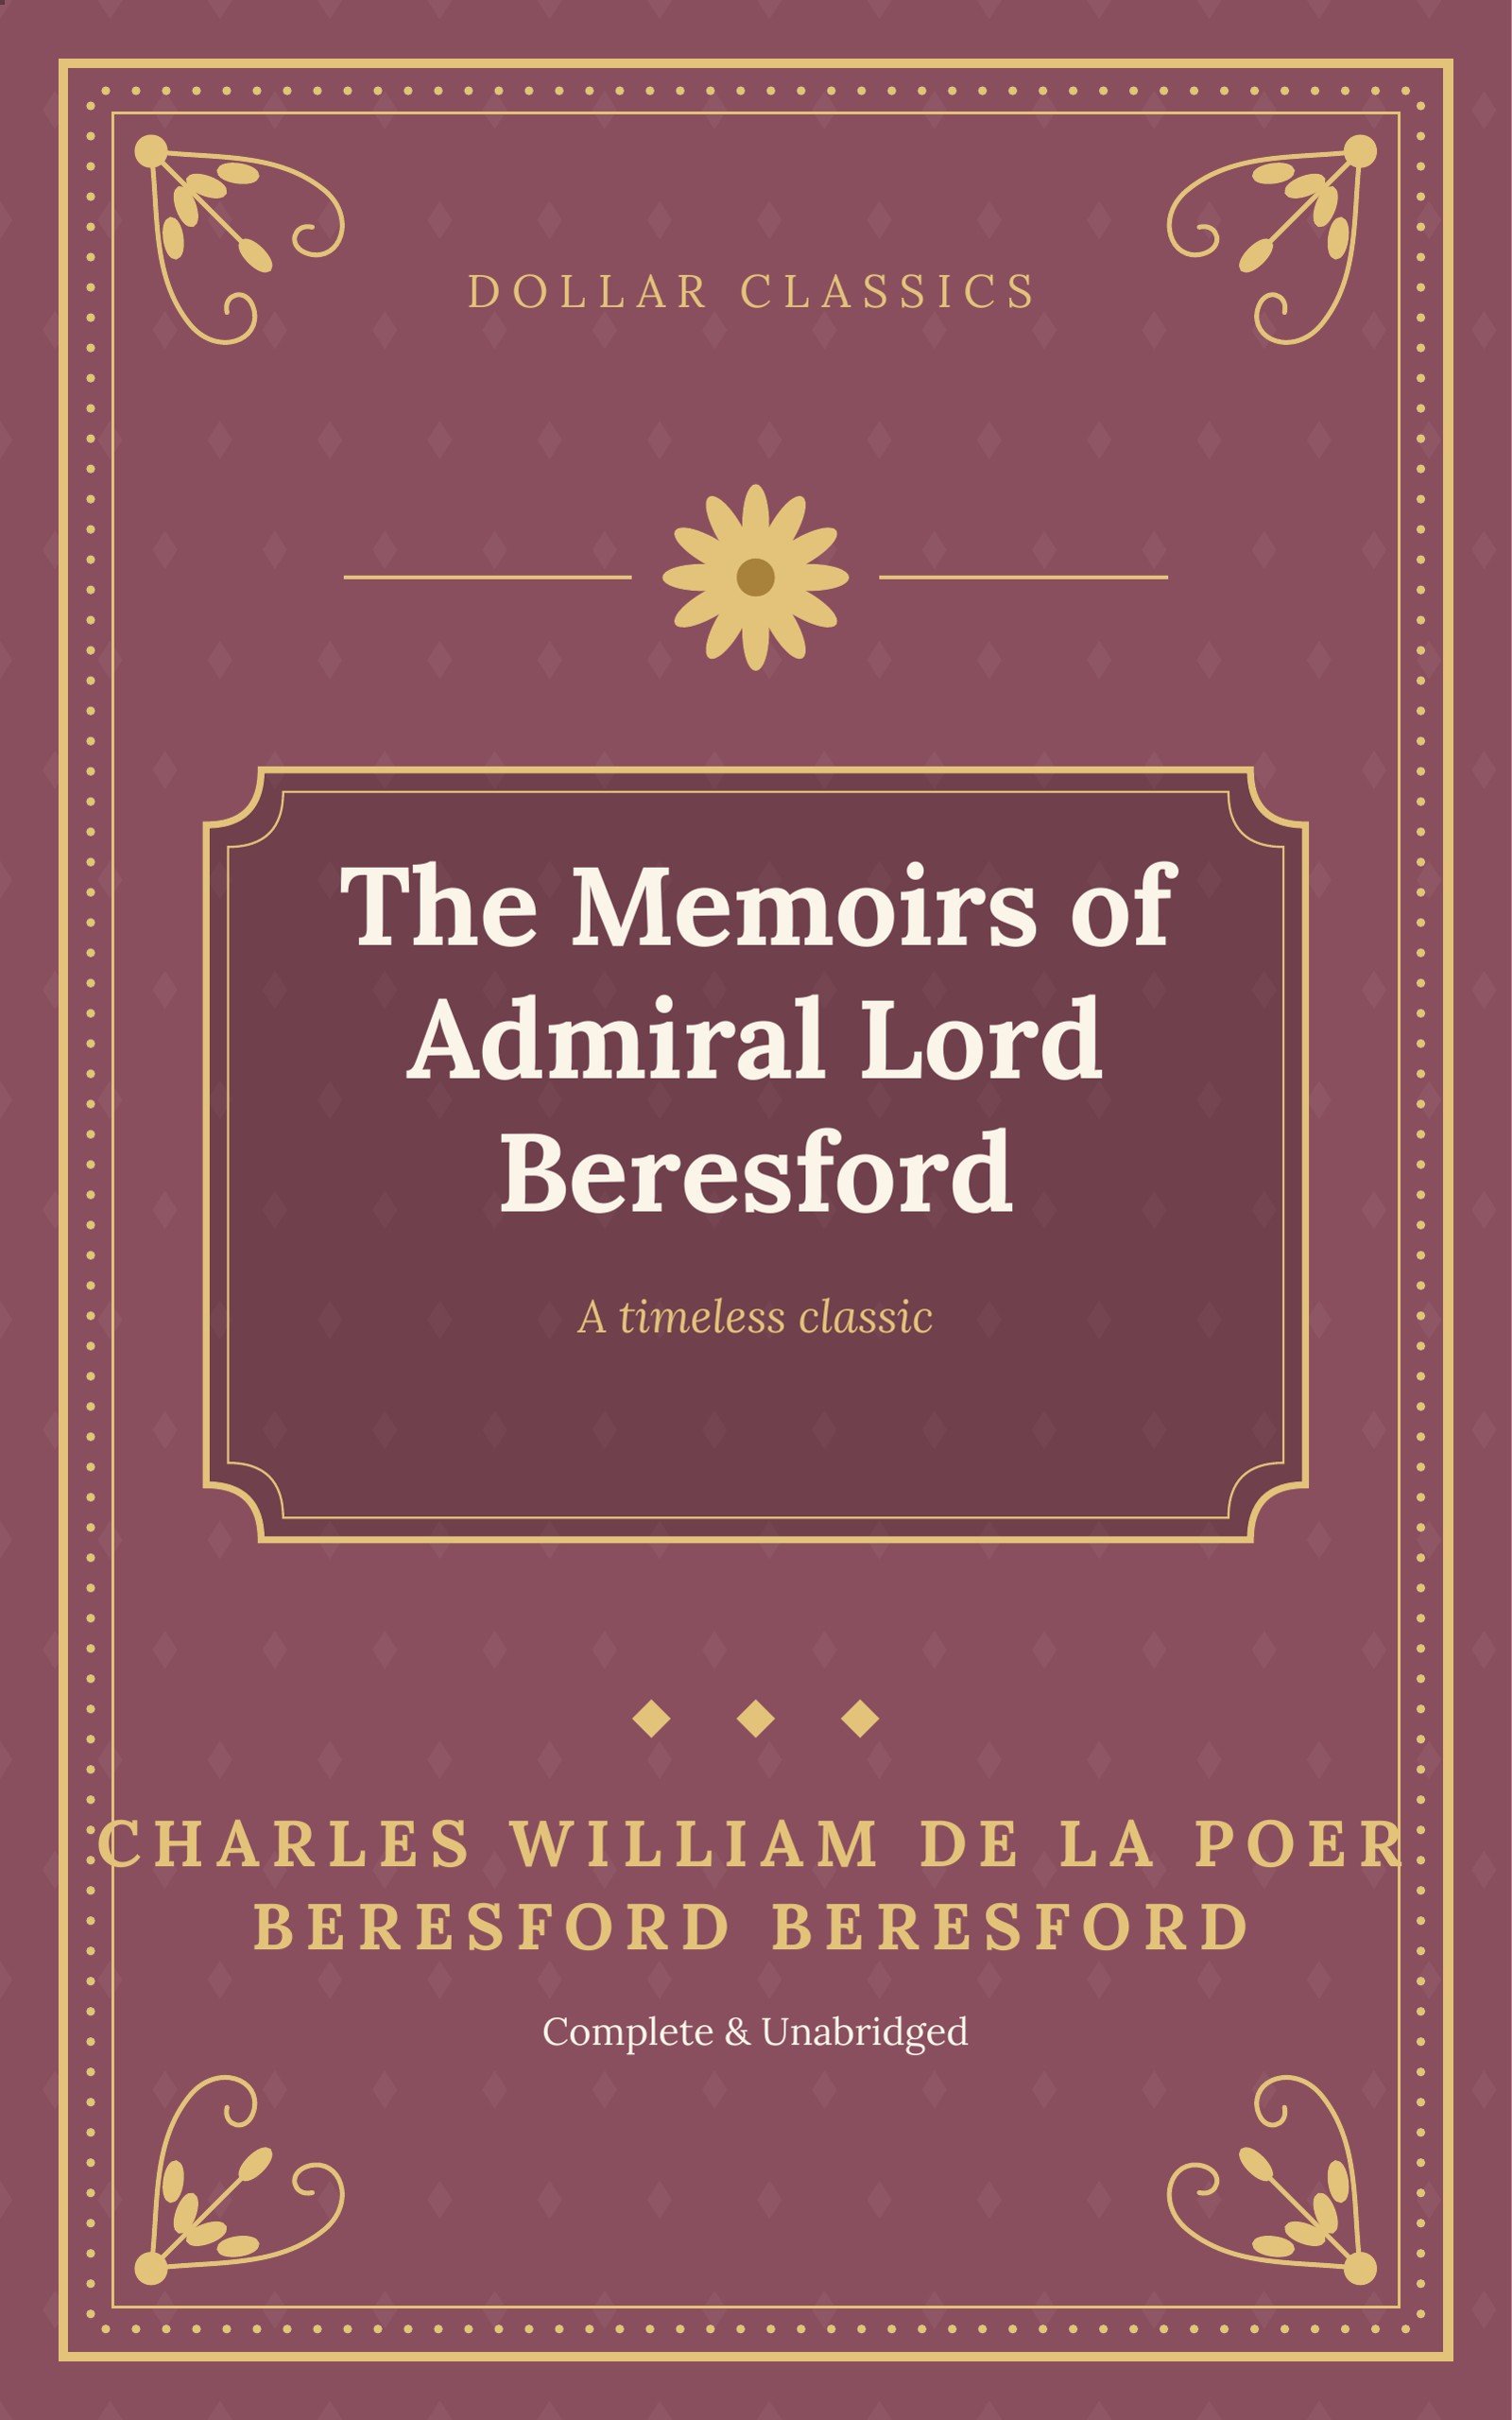 DOLLAR CLASSICS
The Memoirs of
Admiral Lord
Beresford
A timeless classic
CHARLES WILLIAM DE LA POER
BERESFORD BERESFORD
Complete & Unabridged